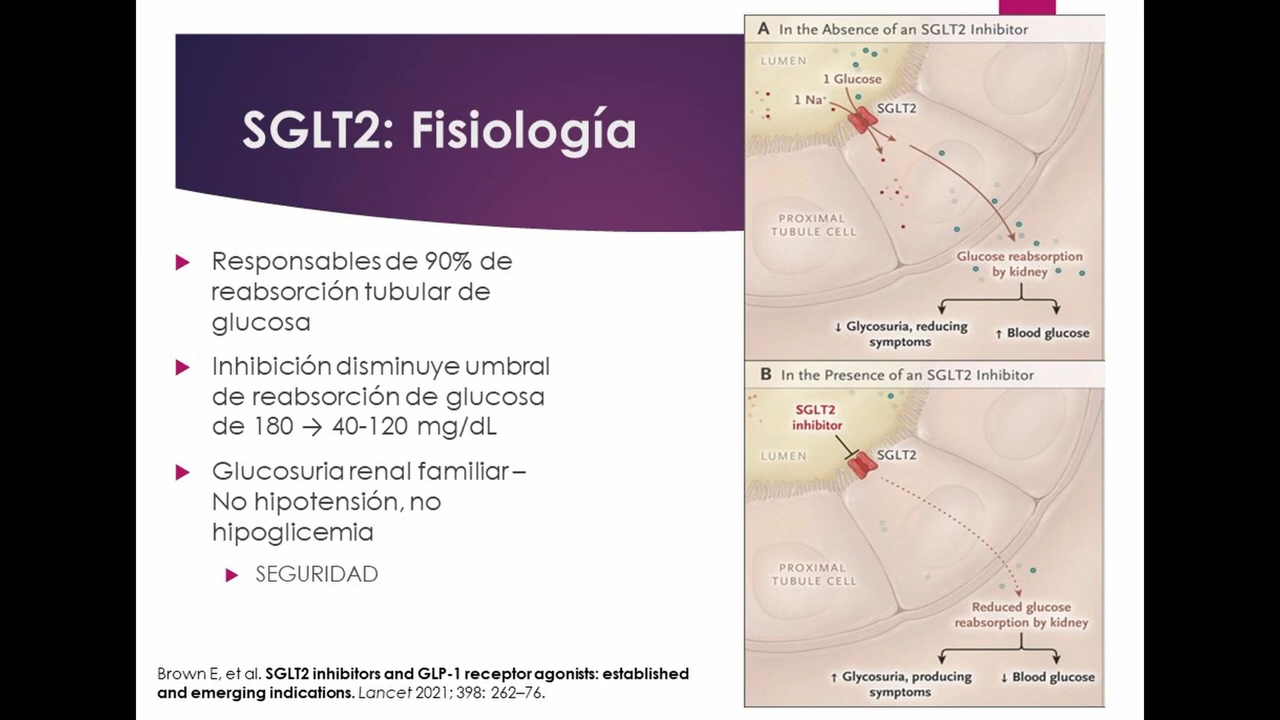 SGLT2: Fisiología
Responsables de 90% de
reabsorción tubular de
glucosa
Inhibición disminuye umbral
de reabsorción de glucosa
de 180 → 40-120 mg/dL
Glucosuria renal familiar –
No hipotensión, no
hipoglicemia
SEGURIDAD
Brown E, et al. SGLT2 inhibitors and GLP-1 receptor agonists: established
and emerging indications. Lancet 2021; 398: 262–76.
A In the Absence of an SGLT2 Inhibitor
LUMEN
1 Glucose
1 Na+
SGLT2
PROXIMAL
TUBULE CELL
Glucose reabsorption
by kidney
↓ Glycosuria, reducing
symptoms
↑ Blood glucose
B In the Presence of an SGLT2 Inhibitor
SGLT2
inhibitor
LUMEN
SGLT2
PROXIMAL
TUBULE CELL
Reduced glucose
reabsorption by kidney
↑ Glycosuria, producing
symptoms
↓ Blood glucose